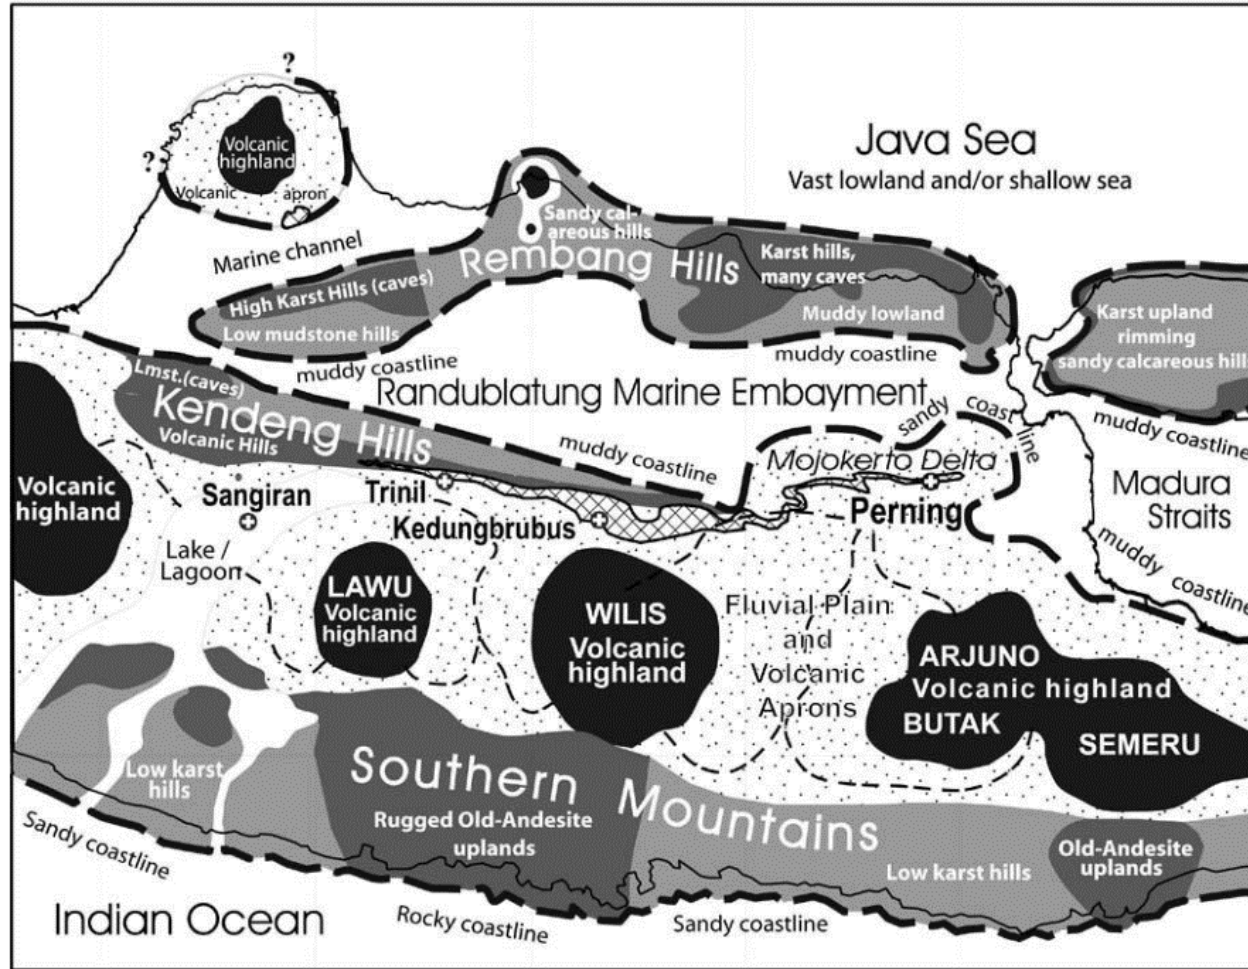 ?
?
Volcanic
highland
Volcanic apron
Marine channel
Java Sea
Vast lowland and/or shallow sea
Sandy cal-
areous hills
Rembang Hills
Karst hills,
many caves
High Karst Hills (caves)
Low mudstone hills
Muddy lowland
Karst upland
rimming
sandy calcareous hills
muddy coastline
muddy coastline
muddy coastline
Lmst.(caves)
Kendeng Hills
Volcanic Hills
Randublatung Marine Embayment
sandy coast line
muddy coastline
Mojokerto Delta
Madura
Straits
muddy coastline
Volcanic
highland
Sangiran
Trinil
Kedungbrubus
Perning
Lake /
Lagoon
LAWU
Volcanic
highland
WILIS
Volcanic
highland
Fluvial Plain
and
Volcanic
Aprons
ARJUNO
Volcanic highland
BUTAK
SEMERU
Low karst
hills
Southern Mountains
Rugged Old-Andesite
uplands
Low karst hills
Old-Andesite
uplands
Sandy coastline
Indian Ocean
Rocky coastline
Sandy coastline